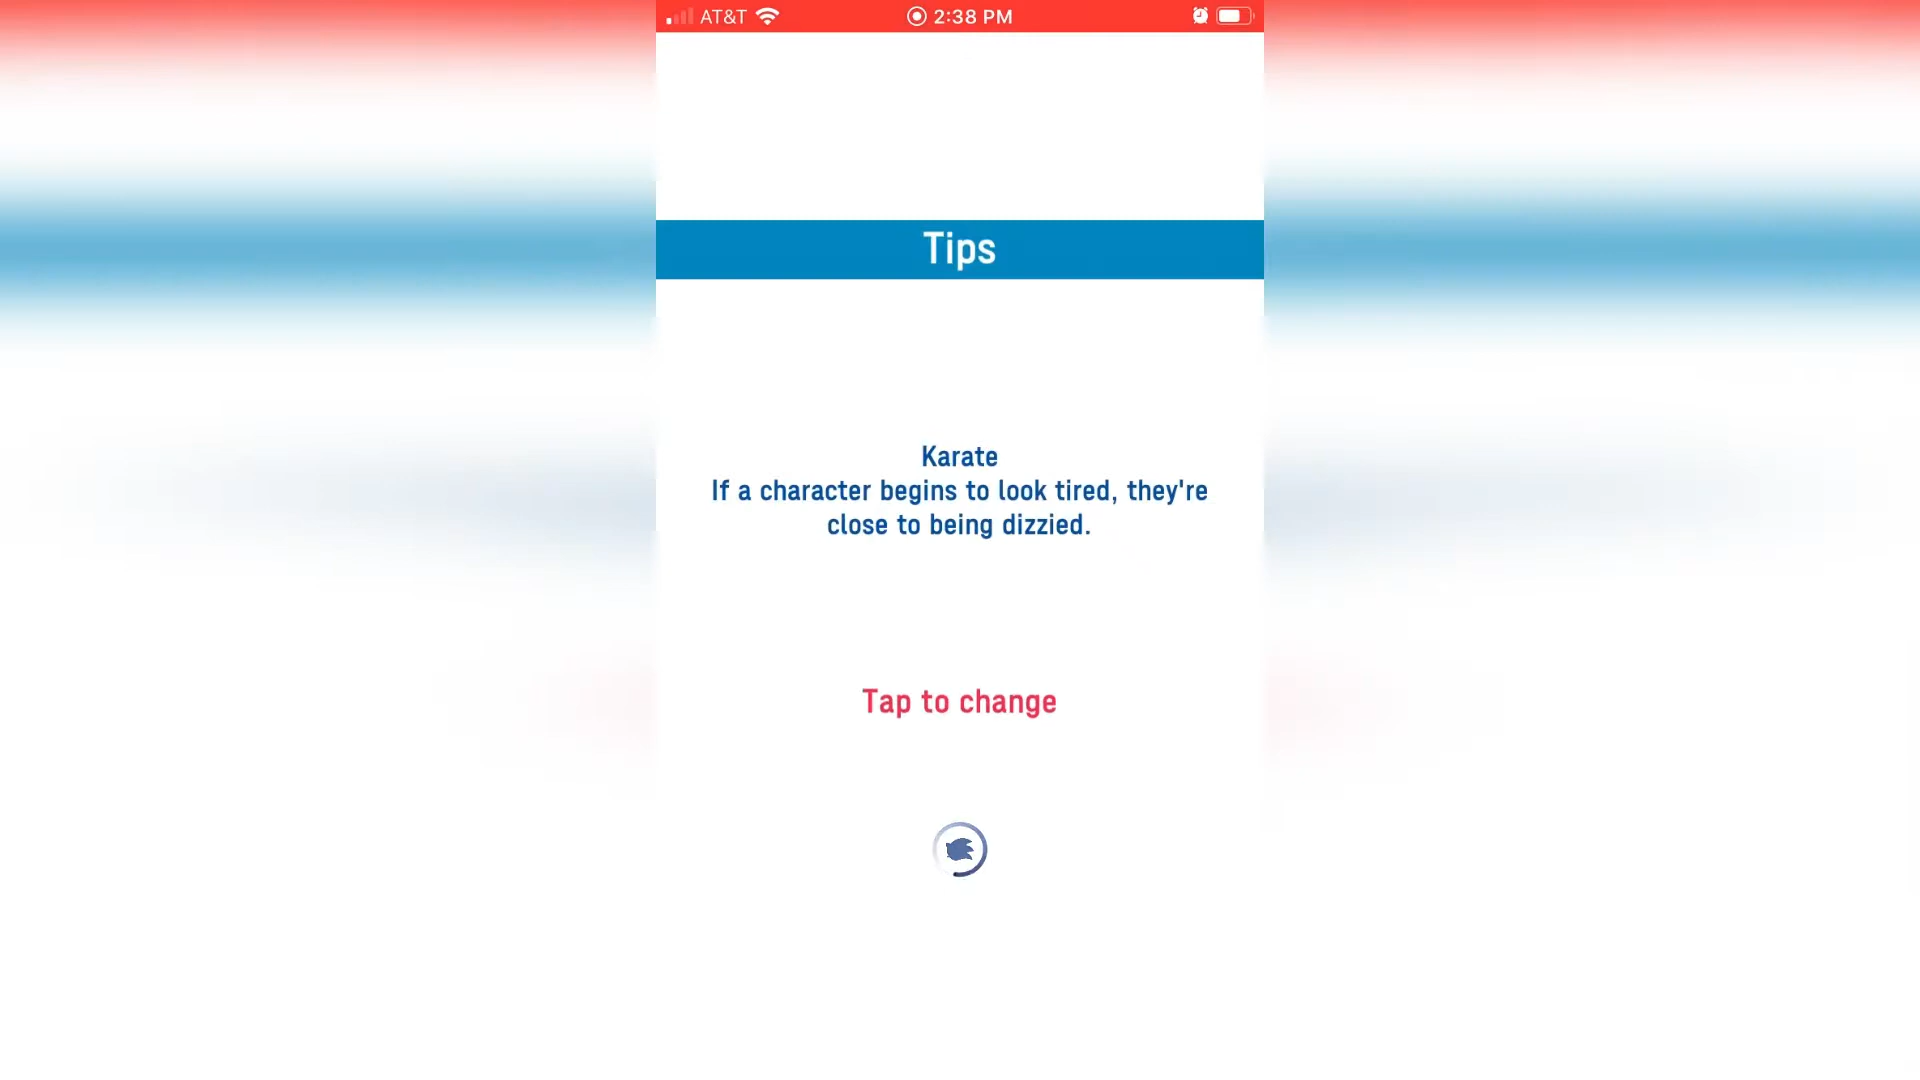 AT&T 2:38 PM
Tips
Karate
If a character begins to look tired, they're
close to being dizzied.
Tap to change